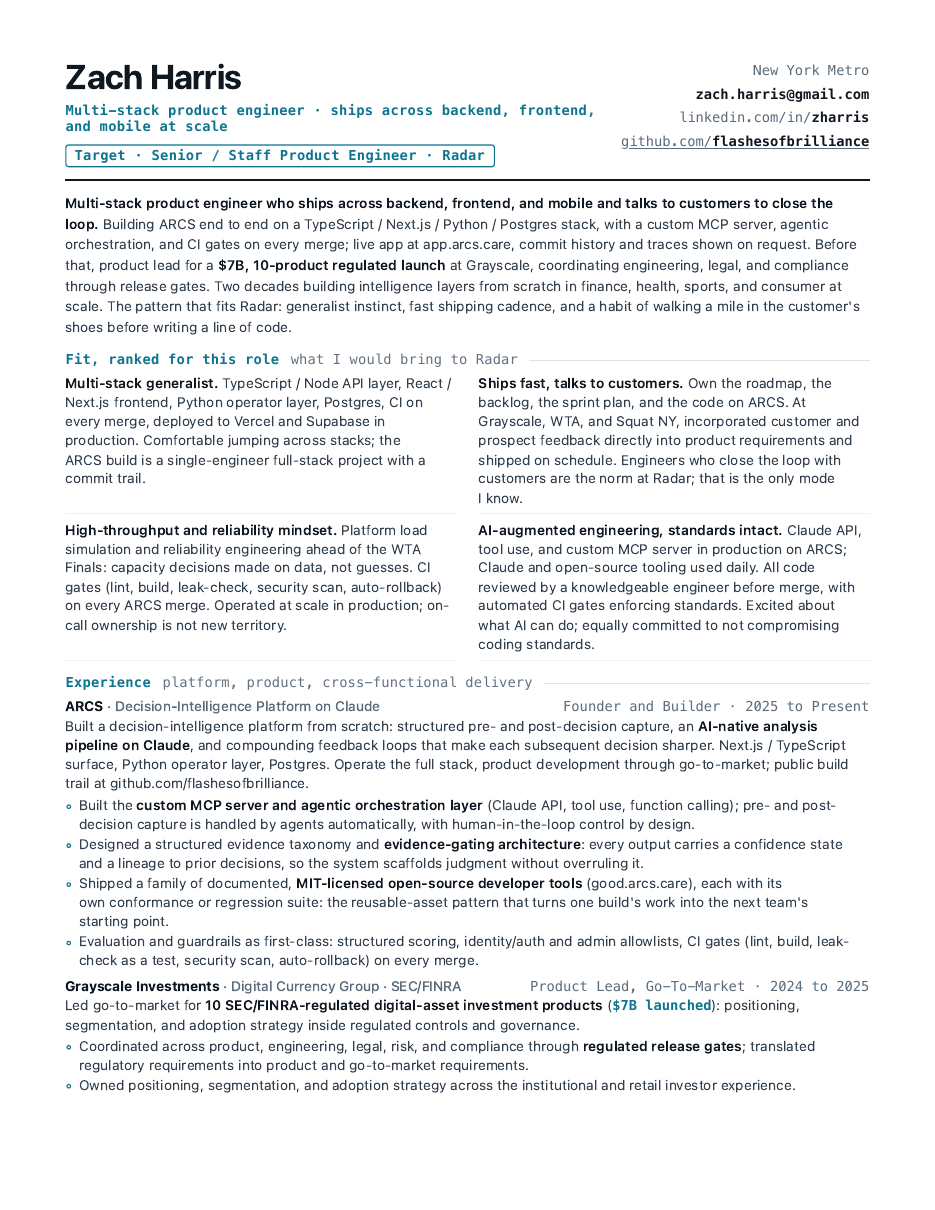 Zach Harris
Multi-stack product engineer · ships across backend, frontend,
and mobile at scale
Target · Senior / Staff Product Engineer · Radar
New York Metro
zach.harris@gmail.com
linkedin.com/in/zharris
github.com/flashesofbrilliance
Multi-stack product engineer who ships across backend, frontend, and mobile and talks to customers to close the
loop. Building ARCS end to end on a TypeScript / Next.js / Python / Postgres stack, with a custom MCP server, agentic
orchestration, and CI gates on every merge; live app at app.arcs.care, commit history and traces shown on request. Before
that, product lead for a $7B, 10-product regulated launch at Grayscale, coordinating engineering, legal, and compliance
through release gates. Two decades building intelligence layers from scratch in finance, health, sports, and consumer at
scale. The pattern that fits Radar: generalist instinct, fast shipping cadence, and a habit of walking a mile in the customer's
shoes before writing a line of code.
Fit, ranked for this role what I would bring to Radar
Multi-stack generalist. TypeScript / Node API layer, React /
Next.js frontend, Python operator layer, Postgres, CI on
every merge, deployed to Vercel and Supabase in
production. Comfortable jumping across stacks; the
ARCS build is a single-engineer full-stack project with a
commit trail.
Ships fast, talks to customers. Own the roadmap, the
backlog, the sprint plan, and the code on ARCS. At
Grayscale, WTA, and Squat NY, incorporated customer and
prospect feedback directly into product requirements and
shipped on schedule. Engineers who close the loop with
customers are the norm at Radar; that is the only mode
I know.
High-throughput and reliability mindset. Platform load
simulation and reliability engineering ahead of the WTA
Finals: capacity decisions made on data, not guesses. CI
gates (lint, build, leak-check, security scan, auto-rollback)
on every ARCS merge. Operated at scale in production; on-
call ownership is not new territory.
AI-augmented engineering, standards intact. Claude API,
tool use, and custom MCP server in production on ARCS;
Claude and open-source tooling used daily. All code
reviewed by a knowledgeable engineer before merge, with
automated CI gates enforcing standards. Excited about
what AI can do; equally committed to not compromising
coding standards.
Experience platform, product, cross-functional delivery
ARCS · Decision-Intelligence Platform on Claude Founder and Builder · 2025 to Present
Built a decision-intelligence platform from scratch: structured pre- and post-decision capture, an AI-native analysis
pipeline on Claude, and compounding feedback loops that make each subsequent decision sharper. Next.js / TypeScript
surface, Python operator layer, Postgres. Operate the full stack, product development through go-to-market; public build
trail at github.com/flashesofbrilliance.
Built the custom MCP server and agentic orchestration layer (Claude API, tool use, function calling); pre- and post-
decision capture is handled by agents automatically, with human-in-the-loop control by design.
Designed a structured evidence taxonomy and evidence-gating architecture: every output carries a confidence state
and a lineage to prior decisions, so the system scaffolds judgment without overruling it.
Shipped a family of documented, MIT-licensed open-source developer tools (good.arcs.care), each with its
own conformance or regression suite: the reusable-asset pattern that turns one build's work into the next team's
starting point.
Evaluation and guardrails as first-class: structured scoring, identity/auth and admin allowlists, CI gates (lint, build, leak-
check as a test, security scan, auto-rollback) on every merge.
Grayscale Investments · Digital Currency Group · SEC/FINRA Product Lead, Go-To-Market · 2024 to 2025
Led go-to-market for 10 SEC/FINRA-regulated digital-asset investment products ($7B launched): positioning,
segmentation, and adoption strategy inside regulated controls and governance.
Coordinated across product, engineering, legal, risk, and compliance through regulated release gates; translated
regulatory requirements into product and go-to-market requirements.
Owned positioning, segmentation, and adoption strategy across the institutional and retail investor experience.